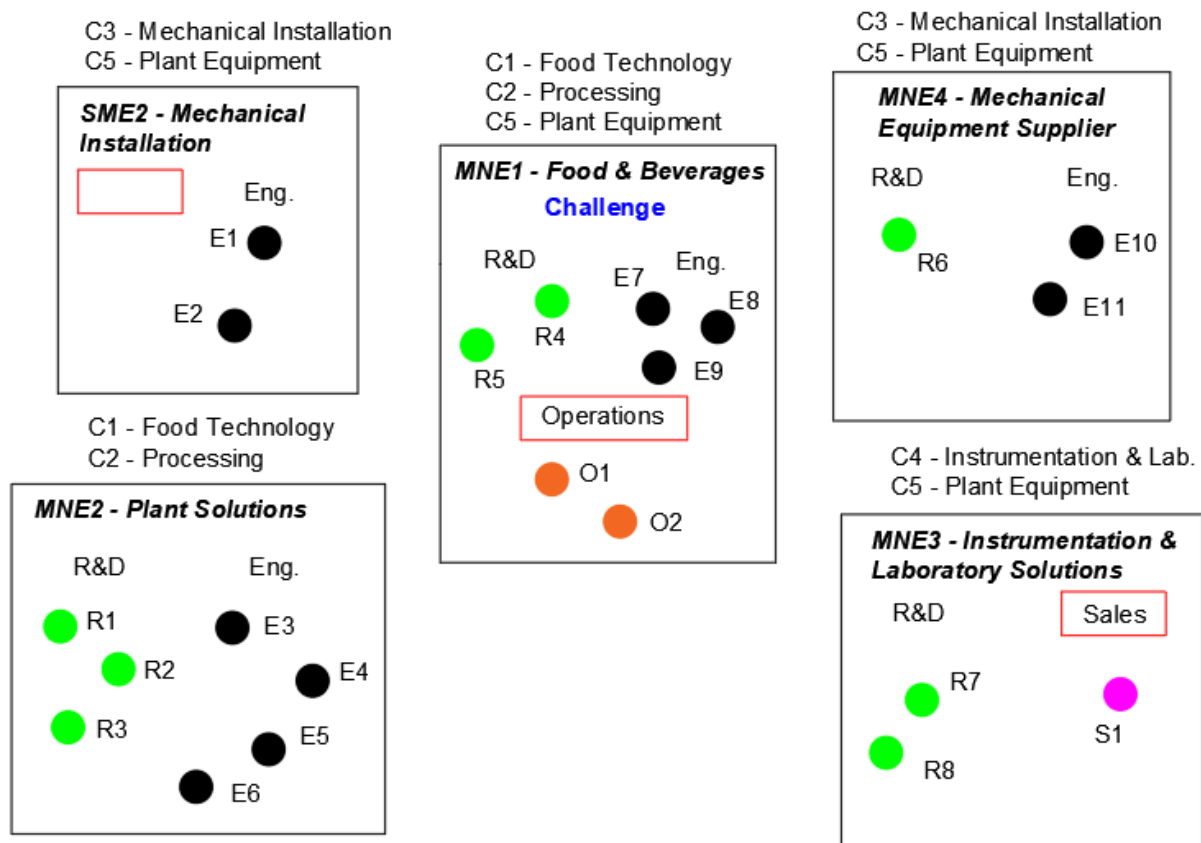 C3 - Mechanical Installation
C5 - Plant Equipment
SME2 - Mechanical
Installation
Eng.
E1
E2
C1 - Food Technology
C2 - Processing
MNE2 - Plant Solutions
R&D
Eng.
R1
E3
R2
E4
R3
E5
E6
C1 - Food Technology
C2 - Processing
C5 - Plant Equipment
MNE1 - Food & Beverages
Challenge
R&D
Eng.
E7
E8
R4
R5
E9
Operations
O1
O2
C3 - Mechanical Installation
C5 - Plant Equipment
MNE4 - Mechanical
Equipment Supplier
R&D
Eng.
R6
E10
E11
C4 - Instrumentation & Lab.
C5 - Plant Equipment
MNE3 - Instrumentation &
Laboratory Solutions
R&D
Sales
R7
S1
R8